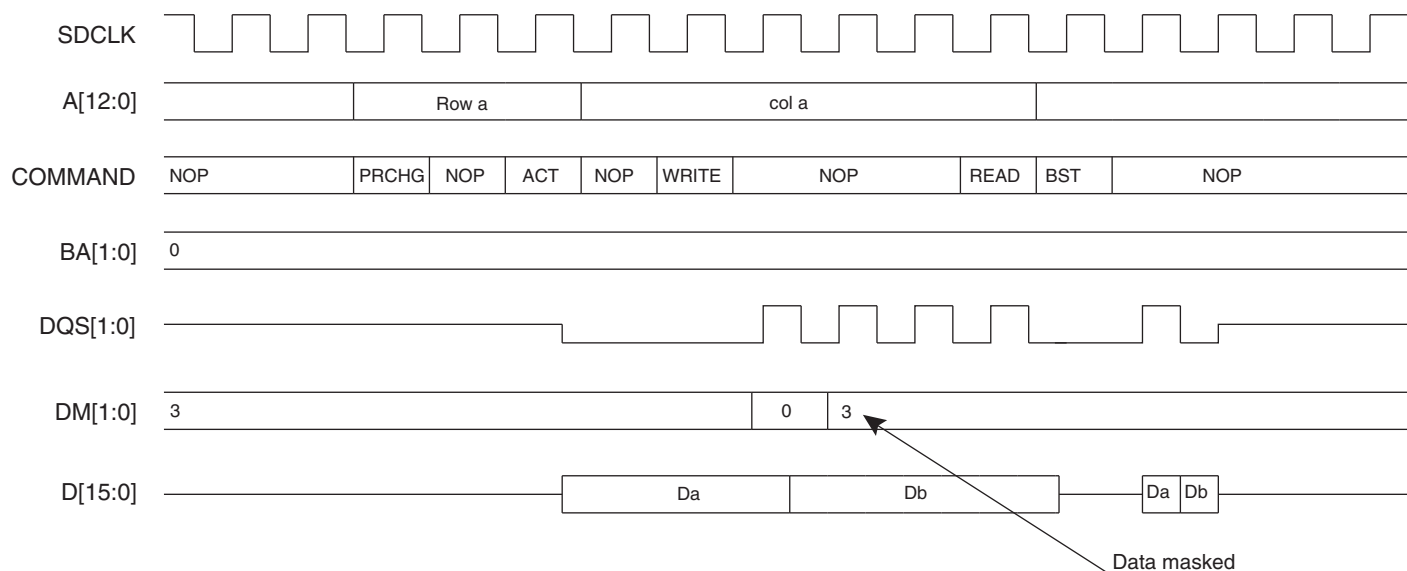 SDCLK
A[12:0] Row a col a
COMMAND NOP PRCHG NOP ACT NOP WRITE NOP READ BST NOP
BA[1:0] 0
DQS[1:0]
DM[1:0] 3 0 3
D[15:0] Da Db Da Db
Data masked